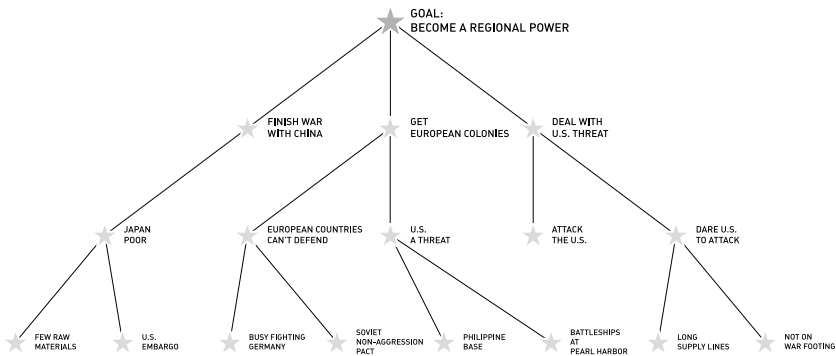 GOAL:
BECOME A REGIONAL POWER
FINISH WAR
WITH CHINA
GET
EUROPEAN COLONIES
DEAL WITH
U.S. THREAT
JAPAN
POOR
EUROPEAN COUNTRIES
CAN'T DEFEND
U.S.
A THREAT
ATTACK
THE U.S.
DARE U.S.
TO ATTACK
FEW RAW
MATERIALS
U.S.
EMBARGO
BUSY FIGHTING
GERMANY
SOVIET
NON-AGGRESSION
PACT
PHILIPPINE
BASE
BATTLESHIPS
AT
PEARL HARBOR
LONG
SUPPLY LINES
NOT ON
WAR FOOTING